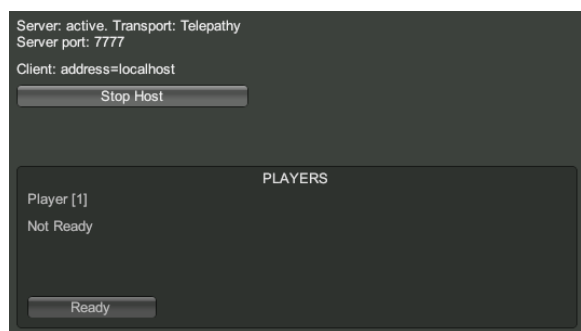 Server: active. Transport: Telepathy
Server port: 7777
Client: address=localhost
Stop Host
PLAYERS
Player [1]
Not Ready
Ready